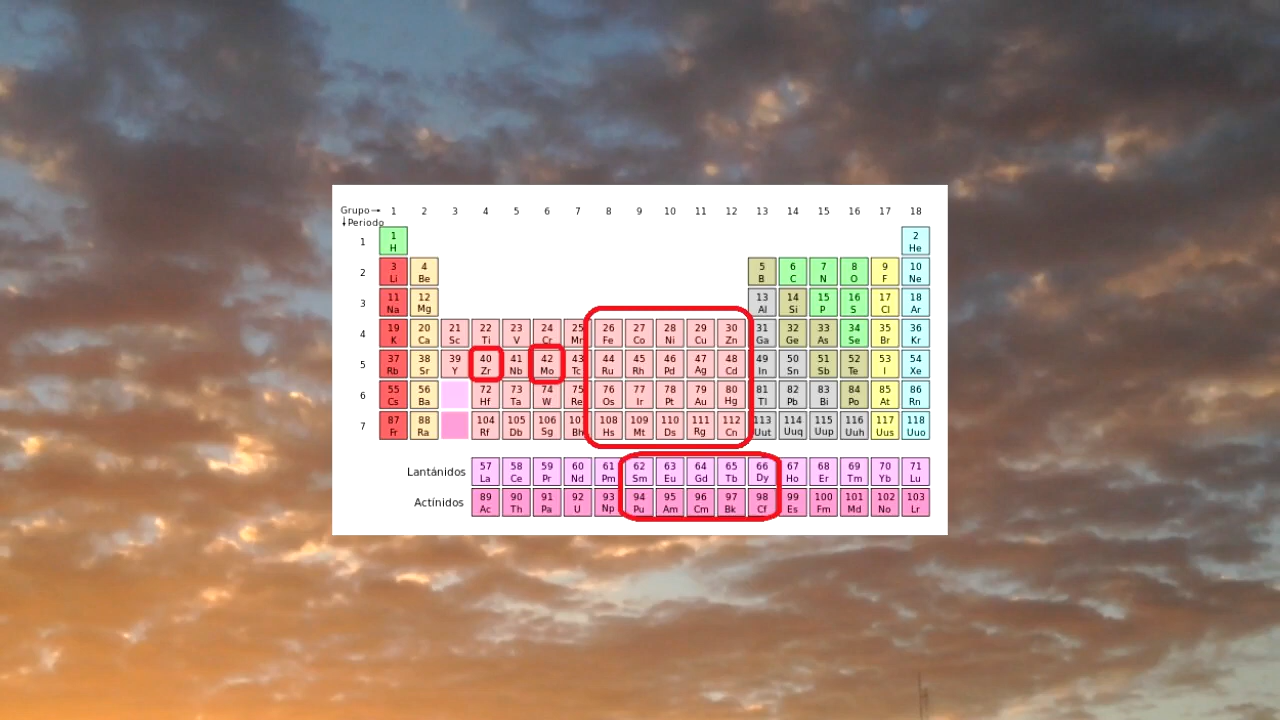 Grupo→ 1 2 3 4 5 6 7 8 9 10 11 12 13 14 15 16 17 18
↓Periodo
1 1 2
H He
2 3 4 5 6 7 8 9 10
Li Be B C N O F Ne
3 11 12 13 14 15 16 17 18
Na Mg Al Si P S Cl Ar
4 19 20 21 22 23 24 25 26 27 28 29 30 31 32 33 34 35 36
K Ca Sc Ti V Cr Mn Fe Co Ni Cu Zn Ga Ge As Se Br Kr
5 37 38 39 40 41 42 43 44 45 46 47 48 49 50 51 52 53 54
Rb Sr Y Zr Nb Mo Tc Ru Rh Pd Ag Cd In Sn Sb Te I Xe
6 55 56 72 73 74 75 76 77 78 79 80 81 82 83 84 85 86
Cs Ba Hf Ta W Re Os Ir Pt Au Hg Tl Pb Bi Po At Rn
7 87 88 104 105 106 107 108 109 110 111 112 113 114 115 116 117 118
Fr Ra Rf Db Sg Bh Hs Mt Ds Rg Cn Uut Uuq Uup Uuh Uus Uuo
Lantánidos 57 58 59 60 61 62 63 64 65 66 67 68 69 70 71
La Ce Pr Nd Pm Sm Eu Gd Tb Dy Ho Er Tm Yb Lu
Actínidos 89 90 91 92 93 94 95 96 97 98 99 100 101 102 103
Ac Th Pa U Np Pu Am Cm Bk Cf Es Fm Md No Lr